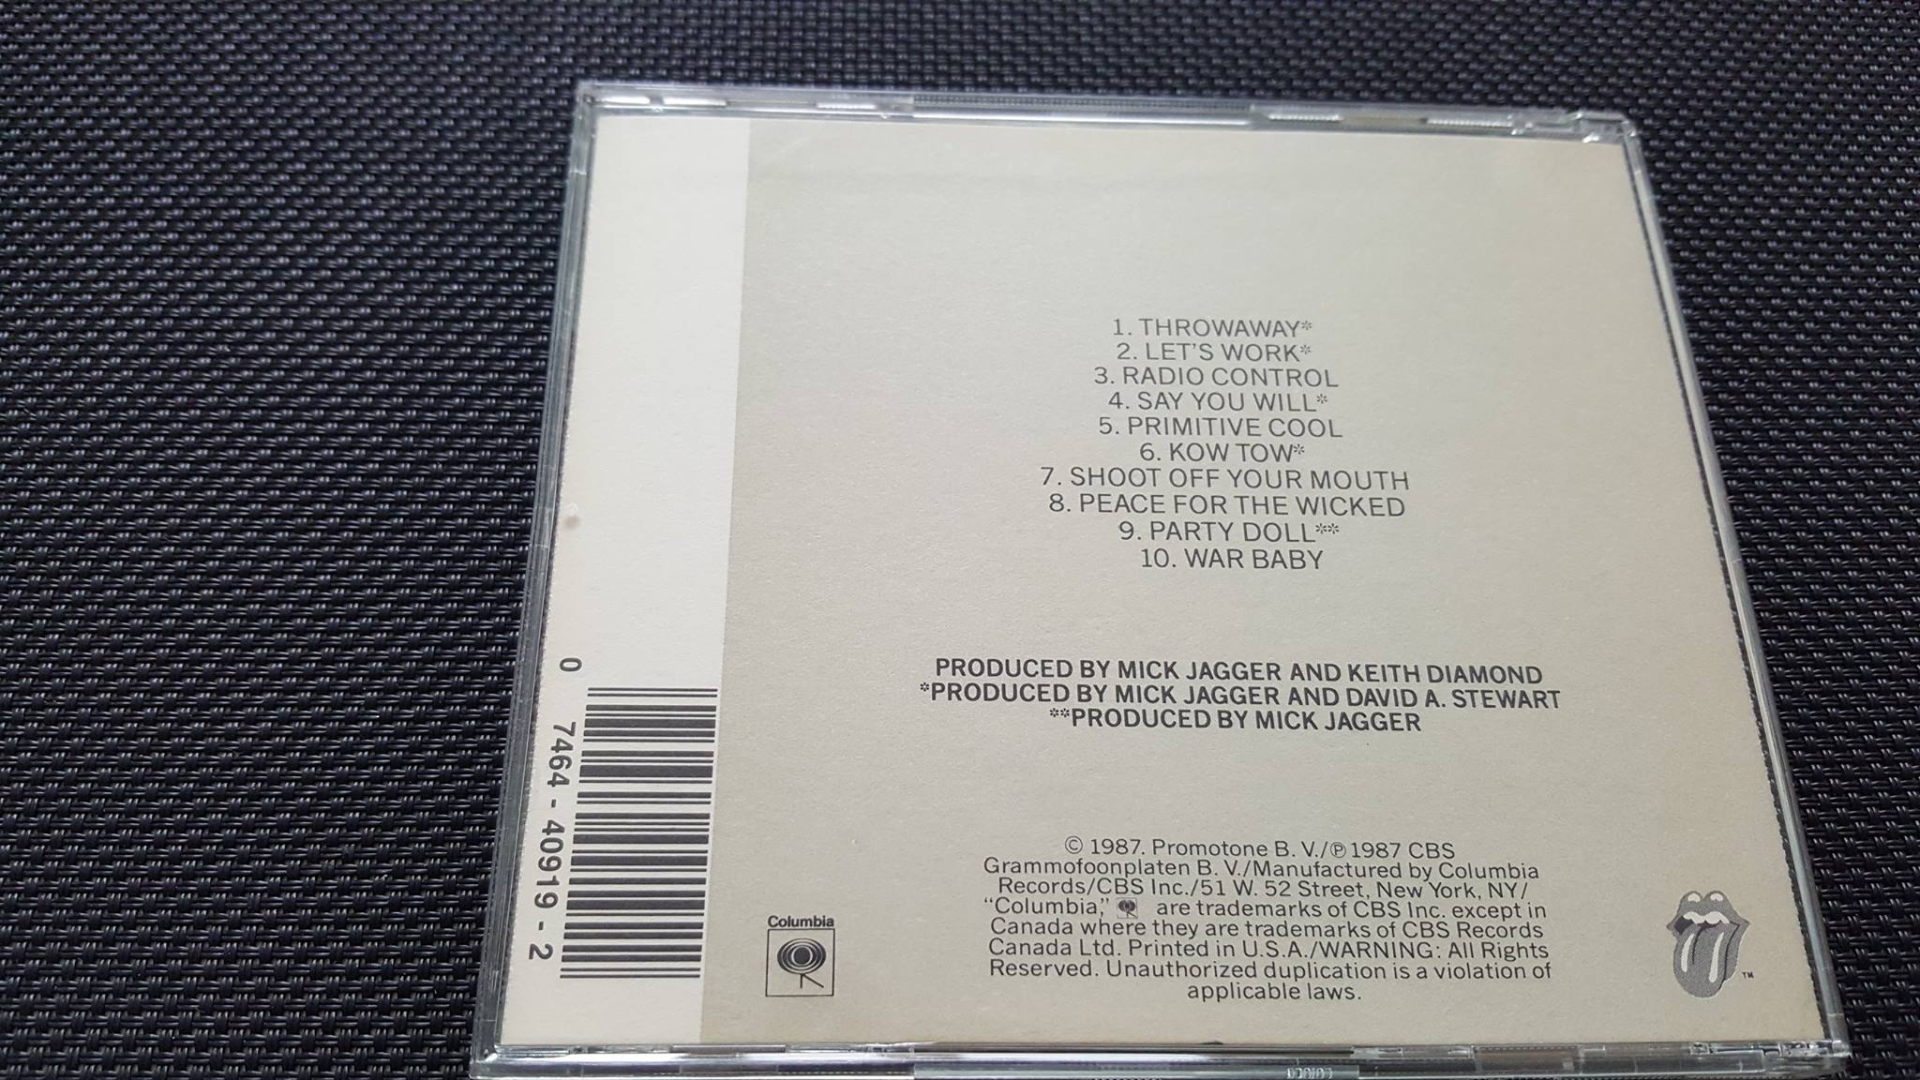 1. THROWAWAY*
2. LET'S WORK*
3. RADIO CONTROL
4. SAY YOU WILL*
5. PRIMITIVE COOL
6. KOW TOW*
7. SHOOT OFF YOUR MOUTH
8. PEACE FOR THE WICKED
9. PARTY DOLL**
10. WAR BABY
PRODUCED BY MICK JAGGER AND KEITH DIAMOND
*PRODUCED BY MICK JAGGER AND DAVID A. STEWART
**PRODUCED BY MICK JAGGER
© 1987. Promotone B. V./℗ 1987 CBS
Grammofoonplaten B. V./Manufactured by Columbia
Records/CBS Inc./51 W. 52 Street, New York, NY/
"Columbia," are trademarks of CBS Inc. except in
Canada where they are trademarks of CBS Records
Canada Ltd. Printed in U.S.A./WARNING: All Rights
Reserved. Unauthorized duplication is a violation of
applicable laws.
Columbia
TM
0 7464-40919-2